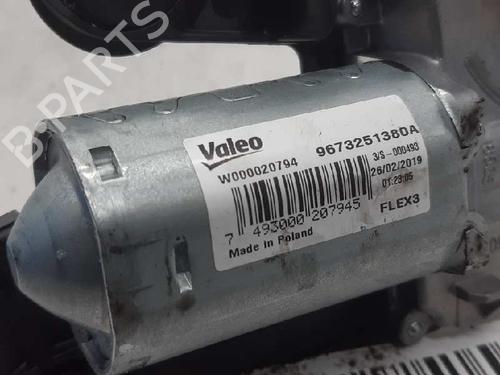 B-PARTS
Valeo
9673251380A
W000020794
3/S-000493
26/02/2019
01:29:05
7 493000 207945
FLEX3
Made in Poland